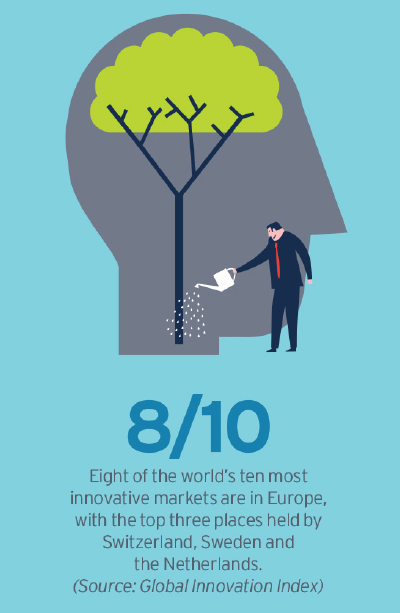 8/10
Eight of the world's ten most
innovative markets are in Europe,
with the top three places held by
Switzerland, Sweden and
the Netherlands.
(Source: Global Innovation Index)